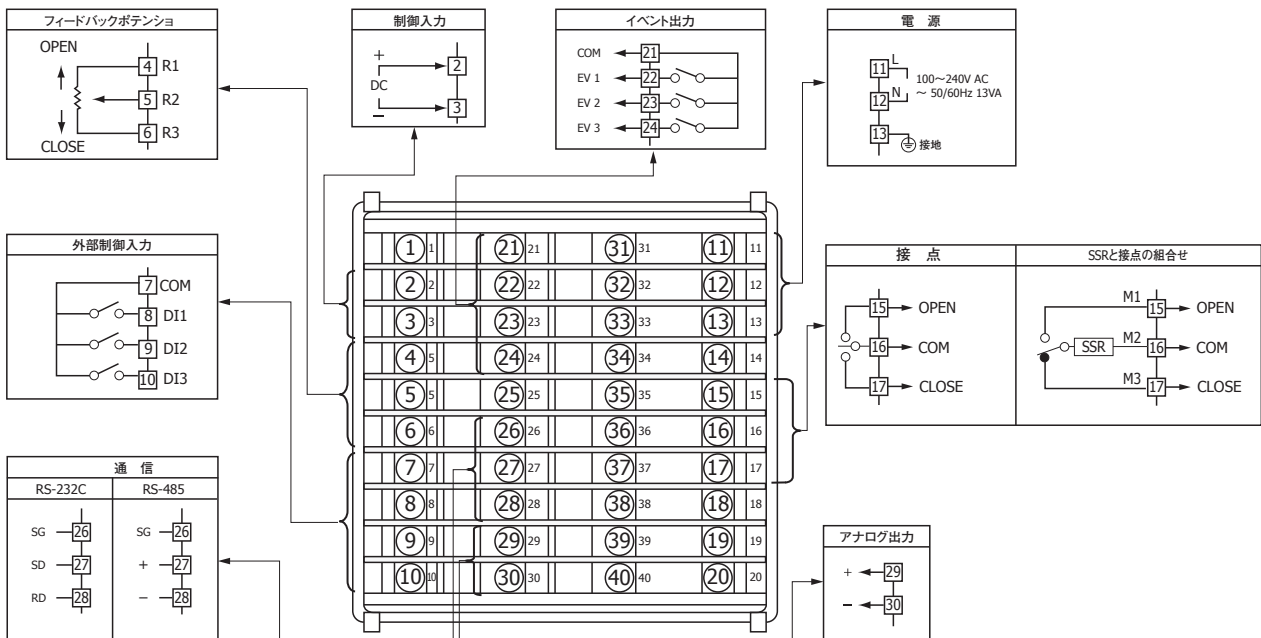 フィードバックポテンショ
OPEN
4 R1
5 R2
6 R3
CLOSE
制御入力
+
2
DC
3
−
イベント出力
COM 21
EV 1 22
EV 2 23
EV 3 24
電 源
11 L
100～240V AC
12 N ～ 50/60Hz 13VA
13
接地
外部制御入力
7 COM
8 DI1
9 DI2
10 DI3
1 1 21 21 31 31 11 11
2 2 22 22 32 32 12 12
3 3 23 23 33 33 13 13
4 5 24 24 34 34 14 14
5 5 25 25 35 35 15 15
6 6 26 26 36 36 16 16
7 7 27 27 37 37 17 17
8 8 28 28 38 38 18 18
9 9 29 29 39 39 19 19
10 10 30 30 40 40 20 20
接 点
15 OPEN
16 COM
17 CLOSE
SSRと接点の組合せ
M1 15 OPEN
SSR M2 16 COM
M3 17 CLOSE
通 信
RS-232C
SG 26
SD 27
RD 28
RS-485
SG 26
+ 27
− 28
アナログ出力
+ 29
− 30